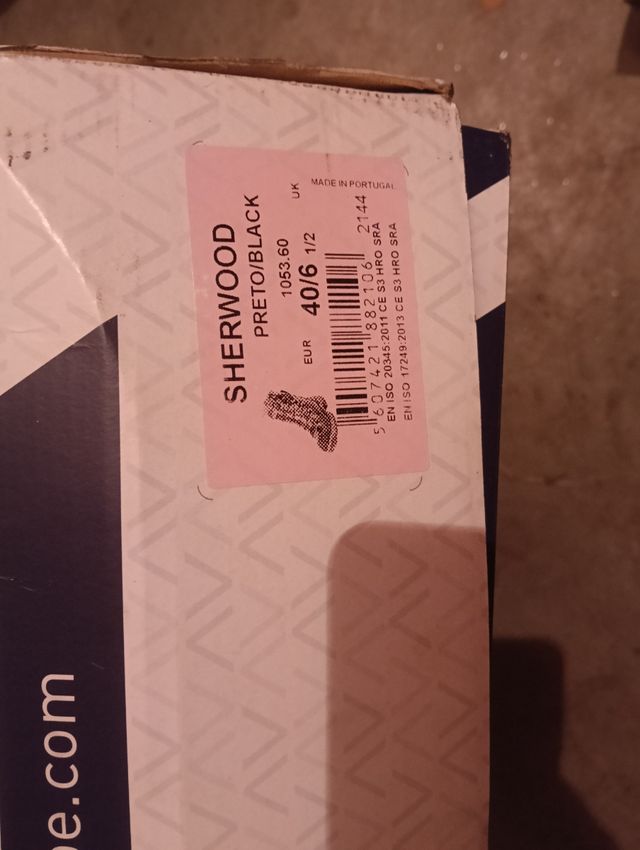 MADE IN PORTUGAL
SHERWOOD
PRETO/BLACK
1053.60
UK
EUR 40/6 1/2
5 607421 882106 2144
EN ISO 20345:2011 CE S3 HRO SRA
EN ISO 17249:2013 CE S3 HRO SRA
e.com